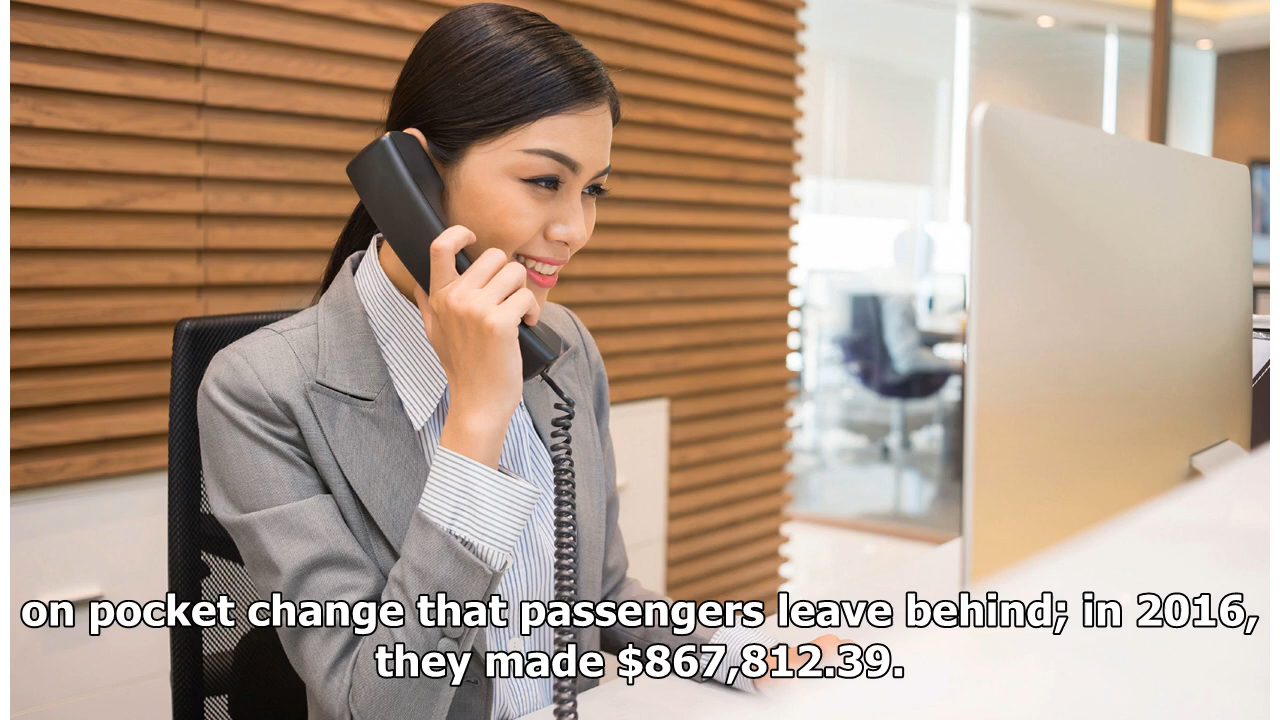 on pocket change that passengers leave behind; in 2016,
they made $867,812.39.